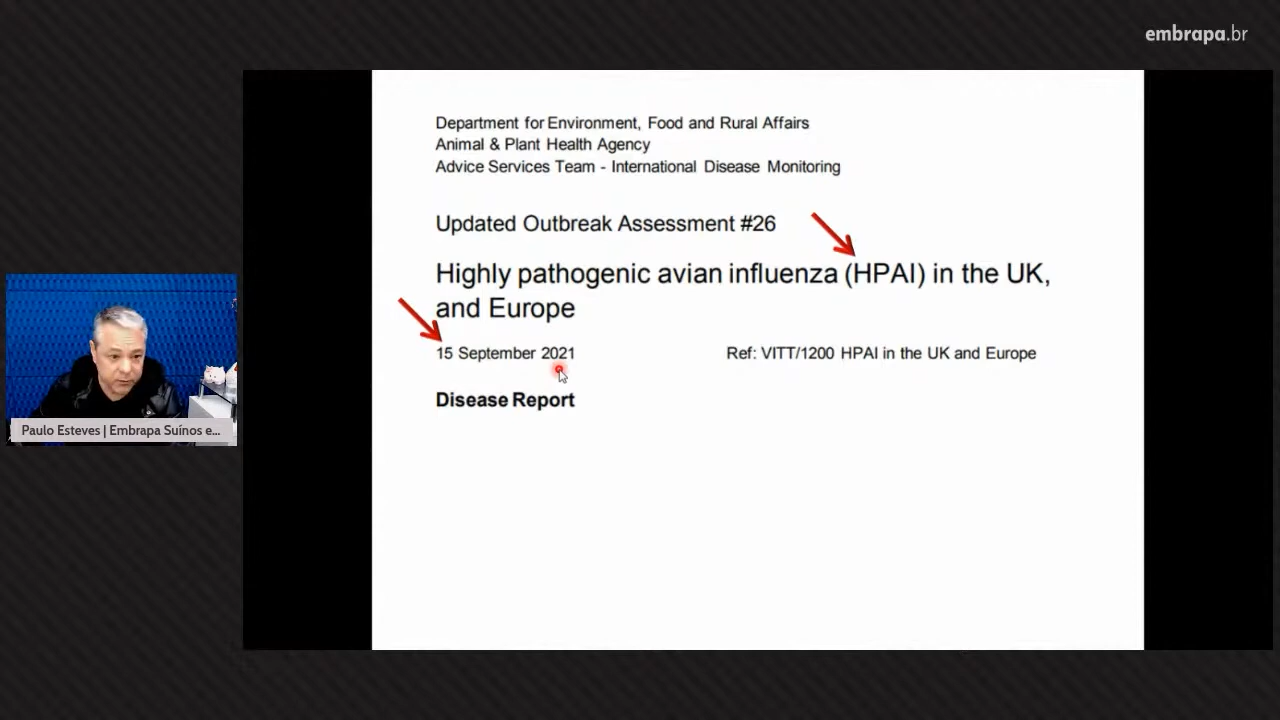 embrapa.br
Department for Environment, Food and Rural Affairs
Animal & Plant Health Agency
Advice Services Team - International Disease Monitoring
Updated Outbreak Assessment #26
Highly pathogenic avian influenza (HPAI) in the UK,
and Europe
15 September 2021
Ref: VITT/1200 HPAI in the UK and Europe
Disease Report
Paulo Esteves | Embrapa Suínos e...